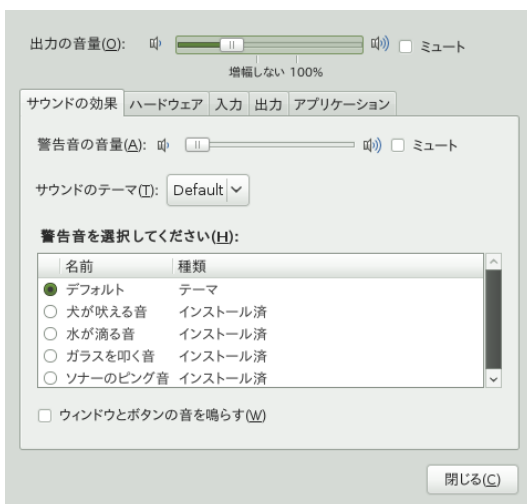 出力の音量(O): ミュート
増幅しない 100%
サウンドの効果 ハードウェア 入力 出力 アプリケーション
警告音の音量(A): ミュート
サウンドのテーマ(T): Default
警告音を選択してください(H):
名前 種類
デフォルト テーマ
犬が吠える音 インストール済
水が滴る音 インストール済
ガラスを叩く音 インストール済
ソナーのピング音 インストール済
ウィンドウとボタンの音を鳴らす(W)
閉じる(C)